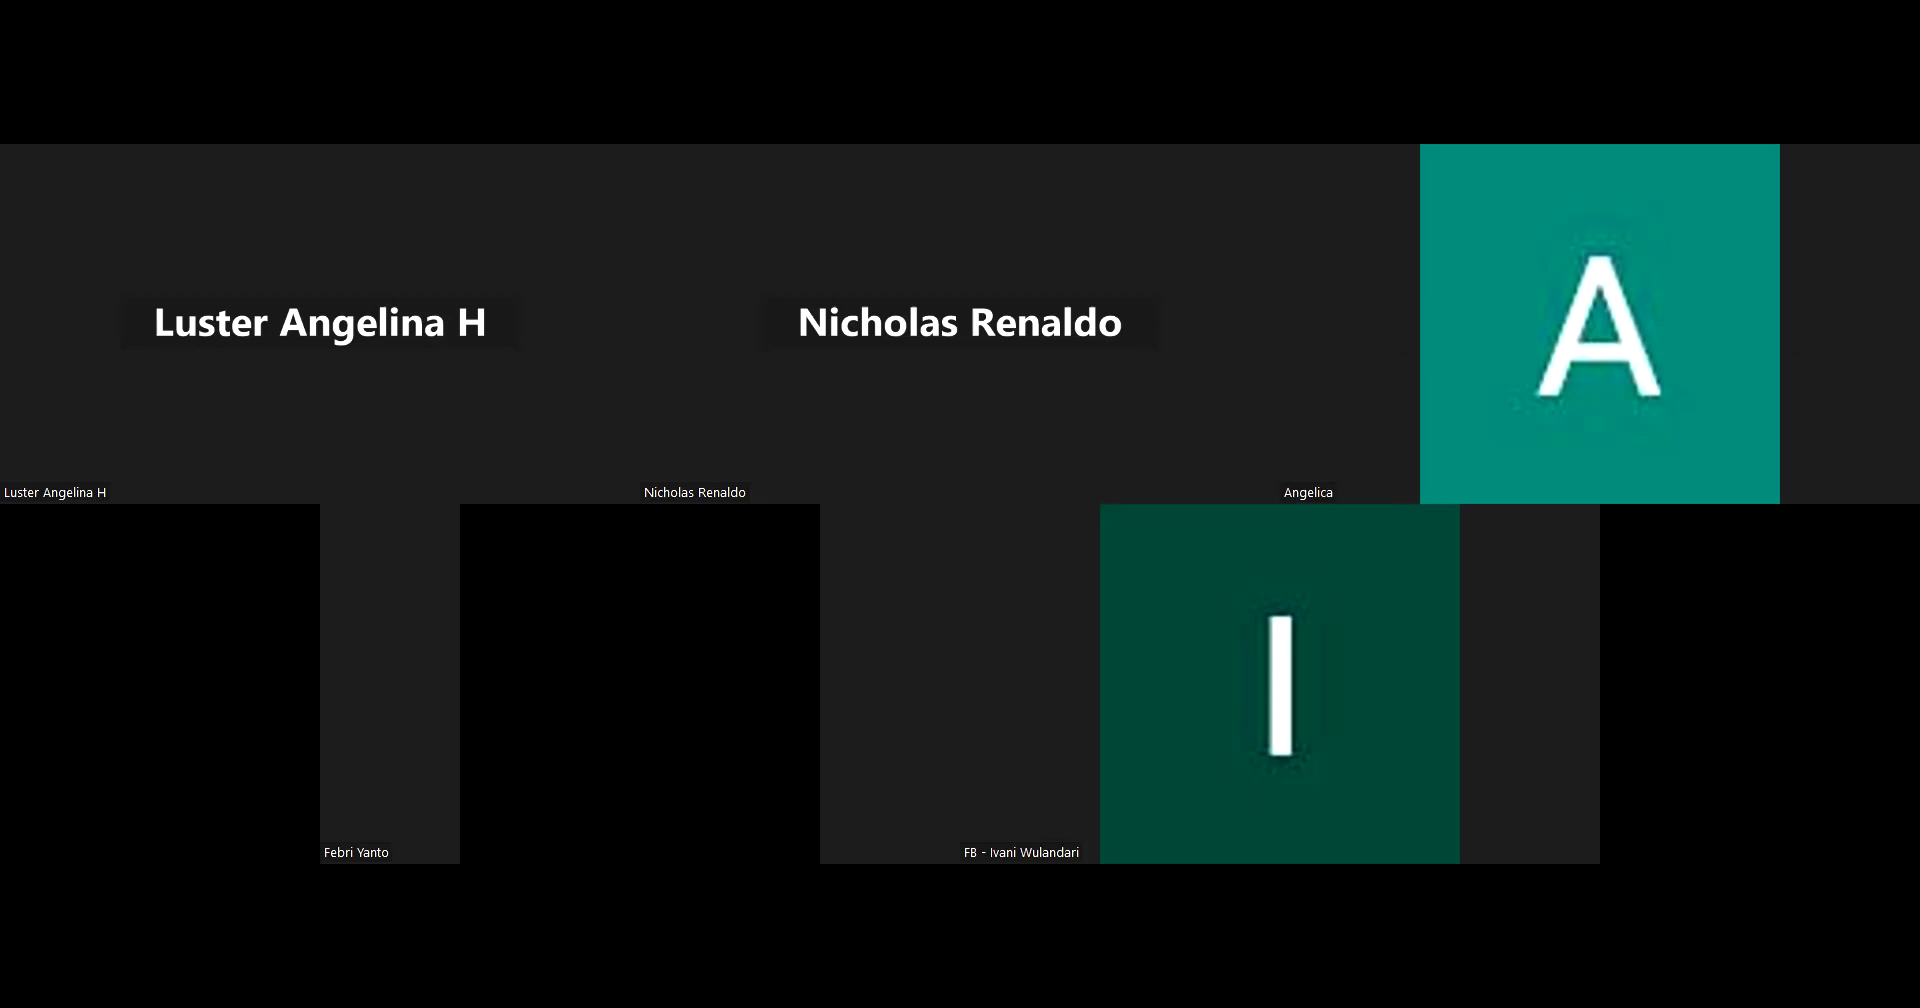 Luster Angelina H
Nicholas Renaldo
A
Luster Angelina H
Nicholas Renaldo
Angelica
I
Febri Yanto
FB - Ivani Wulandari